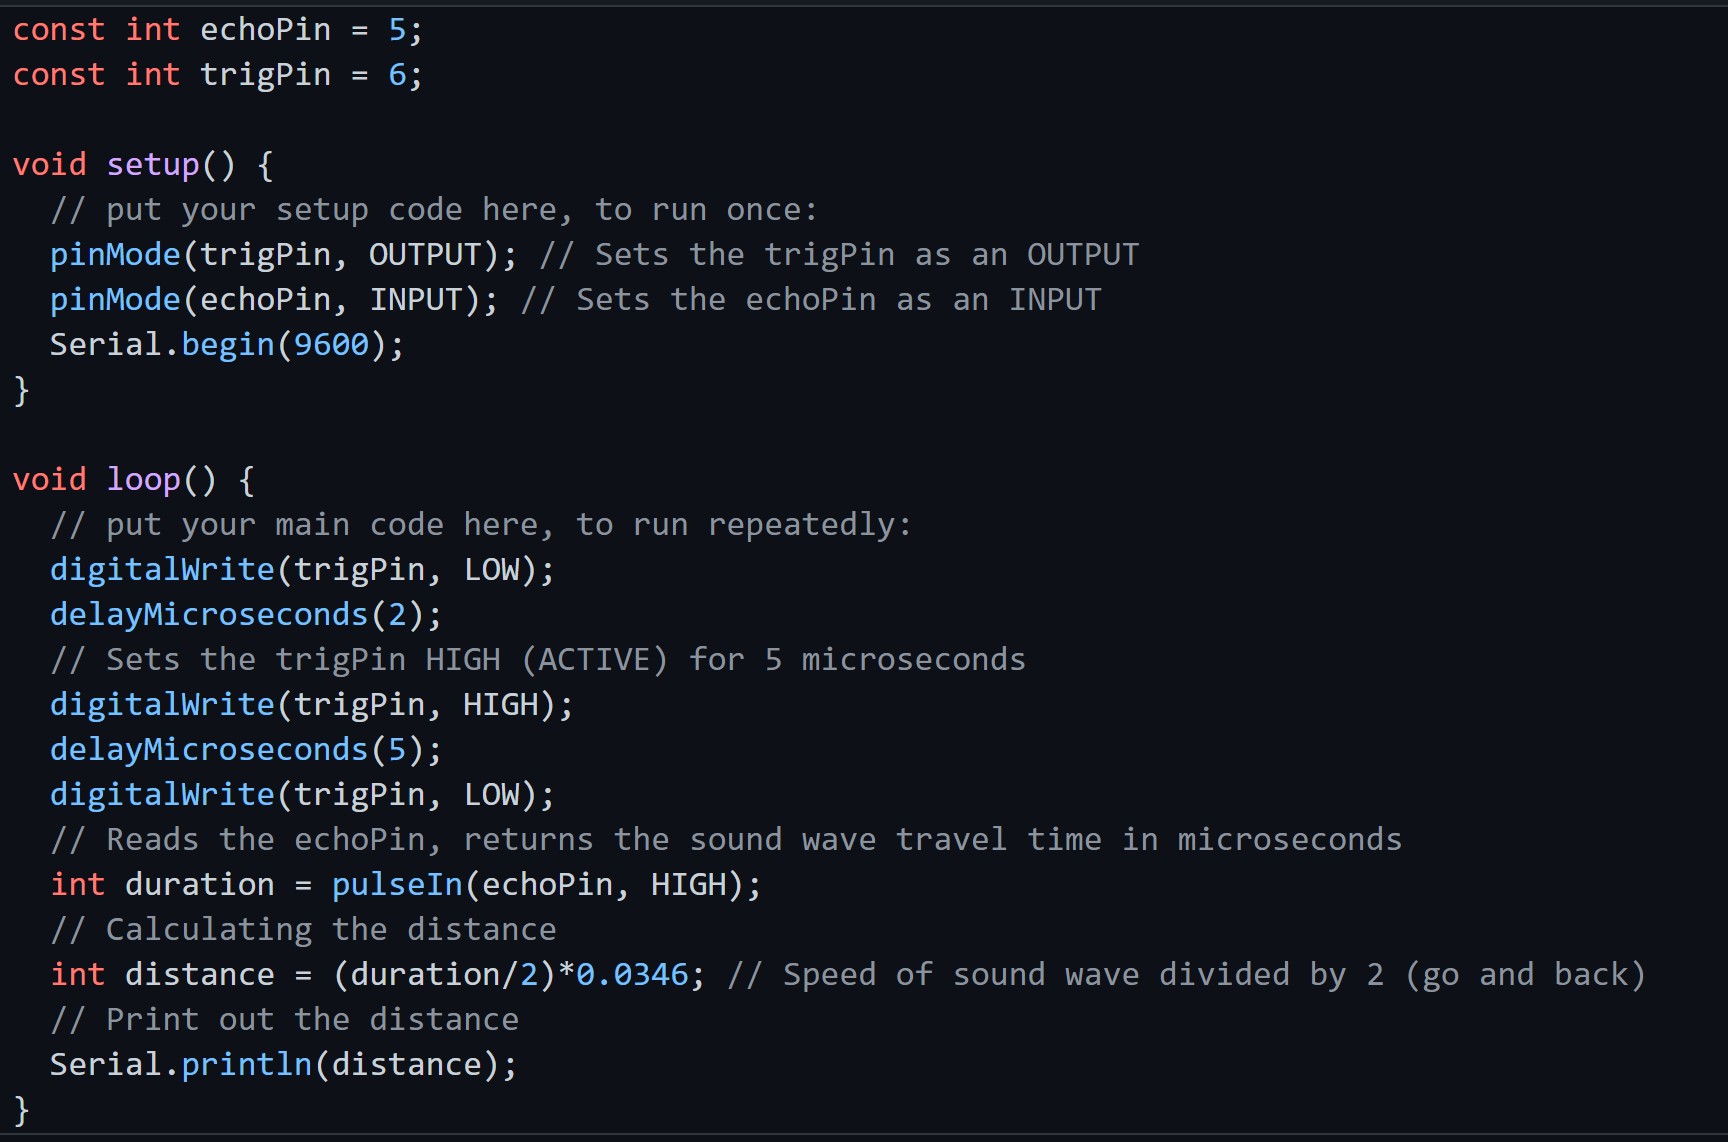 const int echoPin = 5;
const int trigPin = 6;

void setup() {
  // put your setup code here, to run once:
  pinMode(trigPin, OUTPUT); // Sets the trigPin as an OUTPUT
  pinMode(echoPin, INPUT); // Sets the echoPin as an INPUT
  Serial.begin(9600);
}

void loop() {
  // put your main code here, to run repeatedly:
  digitalWrite(trigPin, LOW);
  delayMicroseconds(2);
  // Sets the trigPin HIGH (ACTIVE) for 5 microseconds
  digitalWrite(trigPin, HIGH);
  delayMicroseconds(5);
  digitalWrite(trigPin, LOW);
  // Reads the echoPin, returns the sound wave travel time in microseconds
  int duration = pulseIn(echoPin, HIGH);
  // Calculating the distance
  int distance = (duration/2)*0.0346; // Speed of sound wave divided by 2 (go and back)
  // Print out the distance
  Serial.println(distance);
}